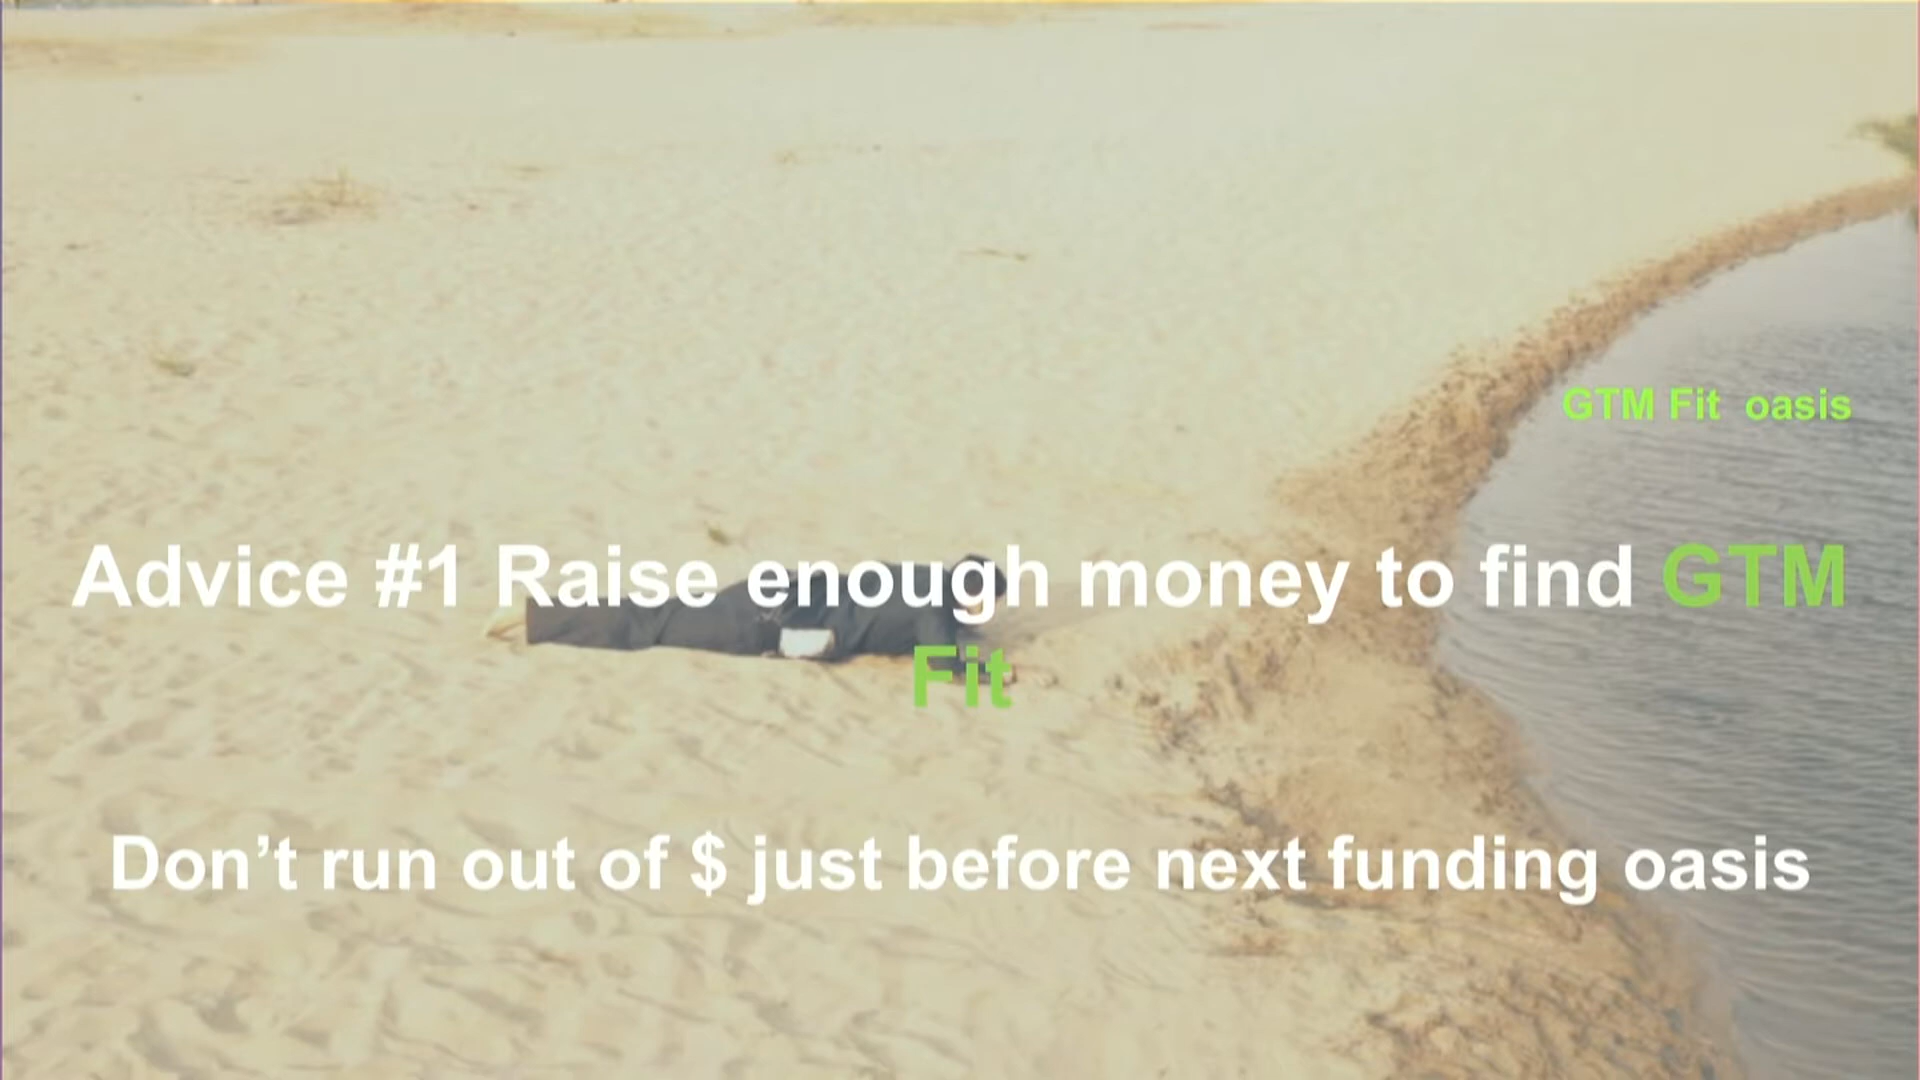 GTM Fit oasis
Advice #1 Raise enough money to find GTM
Fit
Don’t run out of $ just before next funding oasis